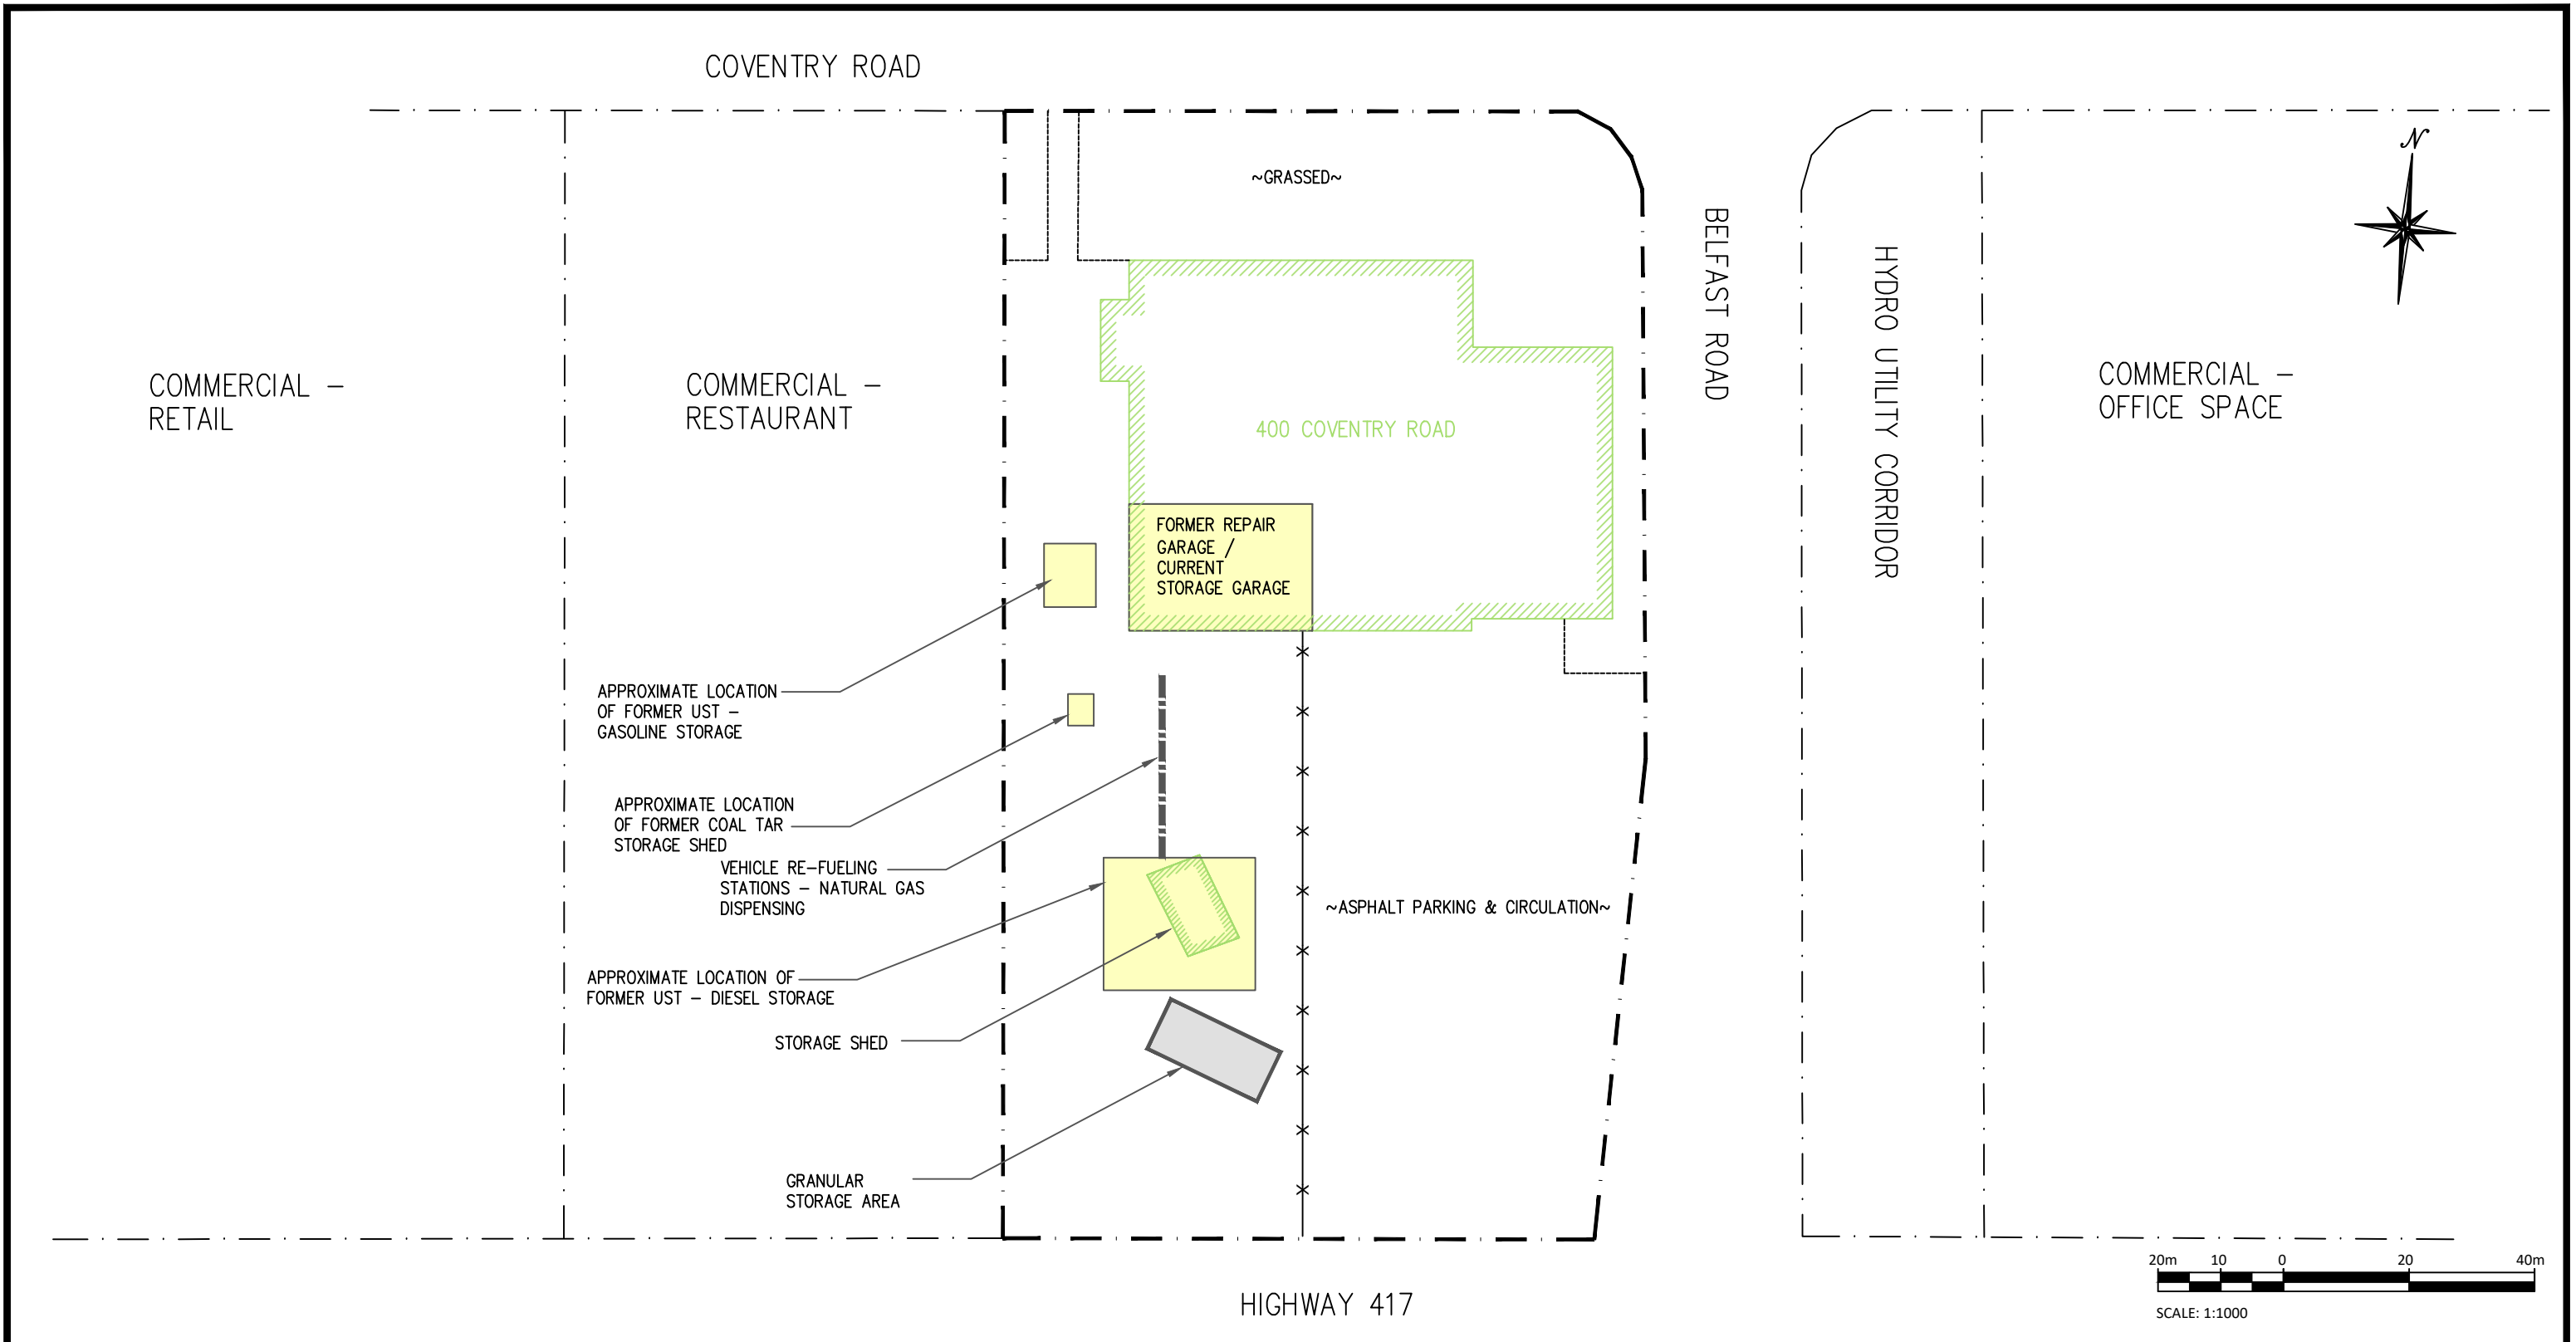 COVENTRY ROAD
~GRASSED~
N
BELFAST ROAD
HYDRO UTILITY CORRIDOR
COMMERCIAL –
RETAIL
COMMERCIAL –
RESTAURANT
COMMERCIAL –
OFFICE SPACE
400 COVENTRY ROAD
FORMER REPAIR
GARAGE /
CURRENT
STORAGE GARAGE
APPROXIMATE LOCATION
OF FORMER UST –
GASOLINE STORAGE
APPROXIMATE LOCATION
OF FORMER COAL TAR
STORAGE SHED
VEHICLE RE–FUELING
STATIONS – NATURAL GAS
DISPENSING
~ASPHALT PARKING & CIRCULATION~
APPROXIMATE LOCATION OF
FORMER UST – DIESEL STORAGE
STORAGE SHED
GRANULAR
STORAGE AREA
HIGHWAY 417
20m 10 0 20 40m
SCALE: 1:1000